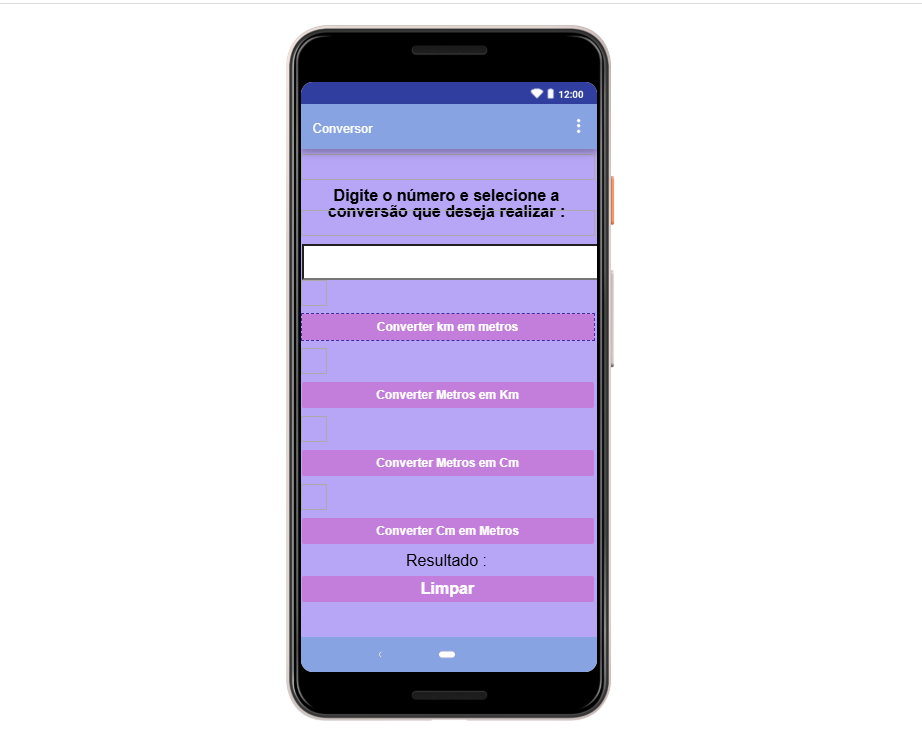 12:00
Conversor
Digite o número e selecione a
conversão que deseja realizar :
Converter km em metros
Converter Metros em Km
Converter Metros em Cm
Converter Cm em Metros
Resultado :
Limpar